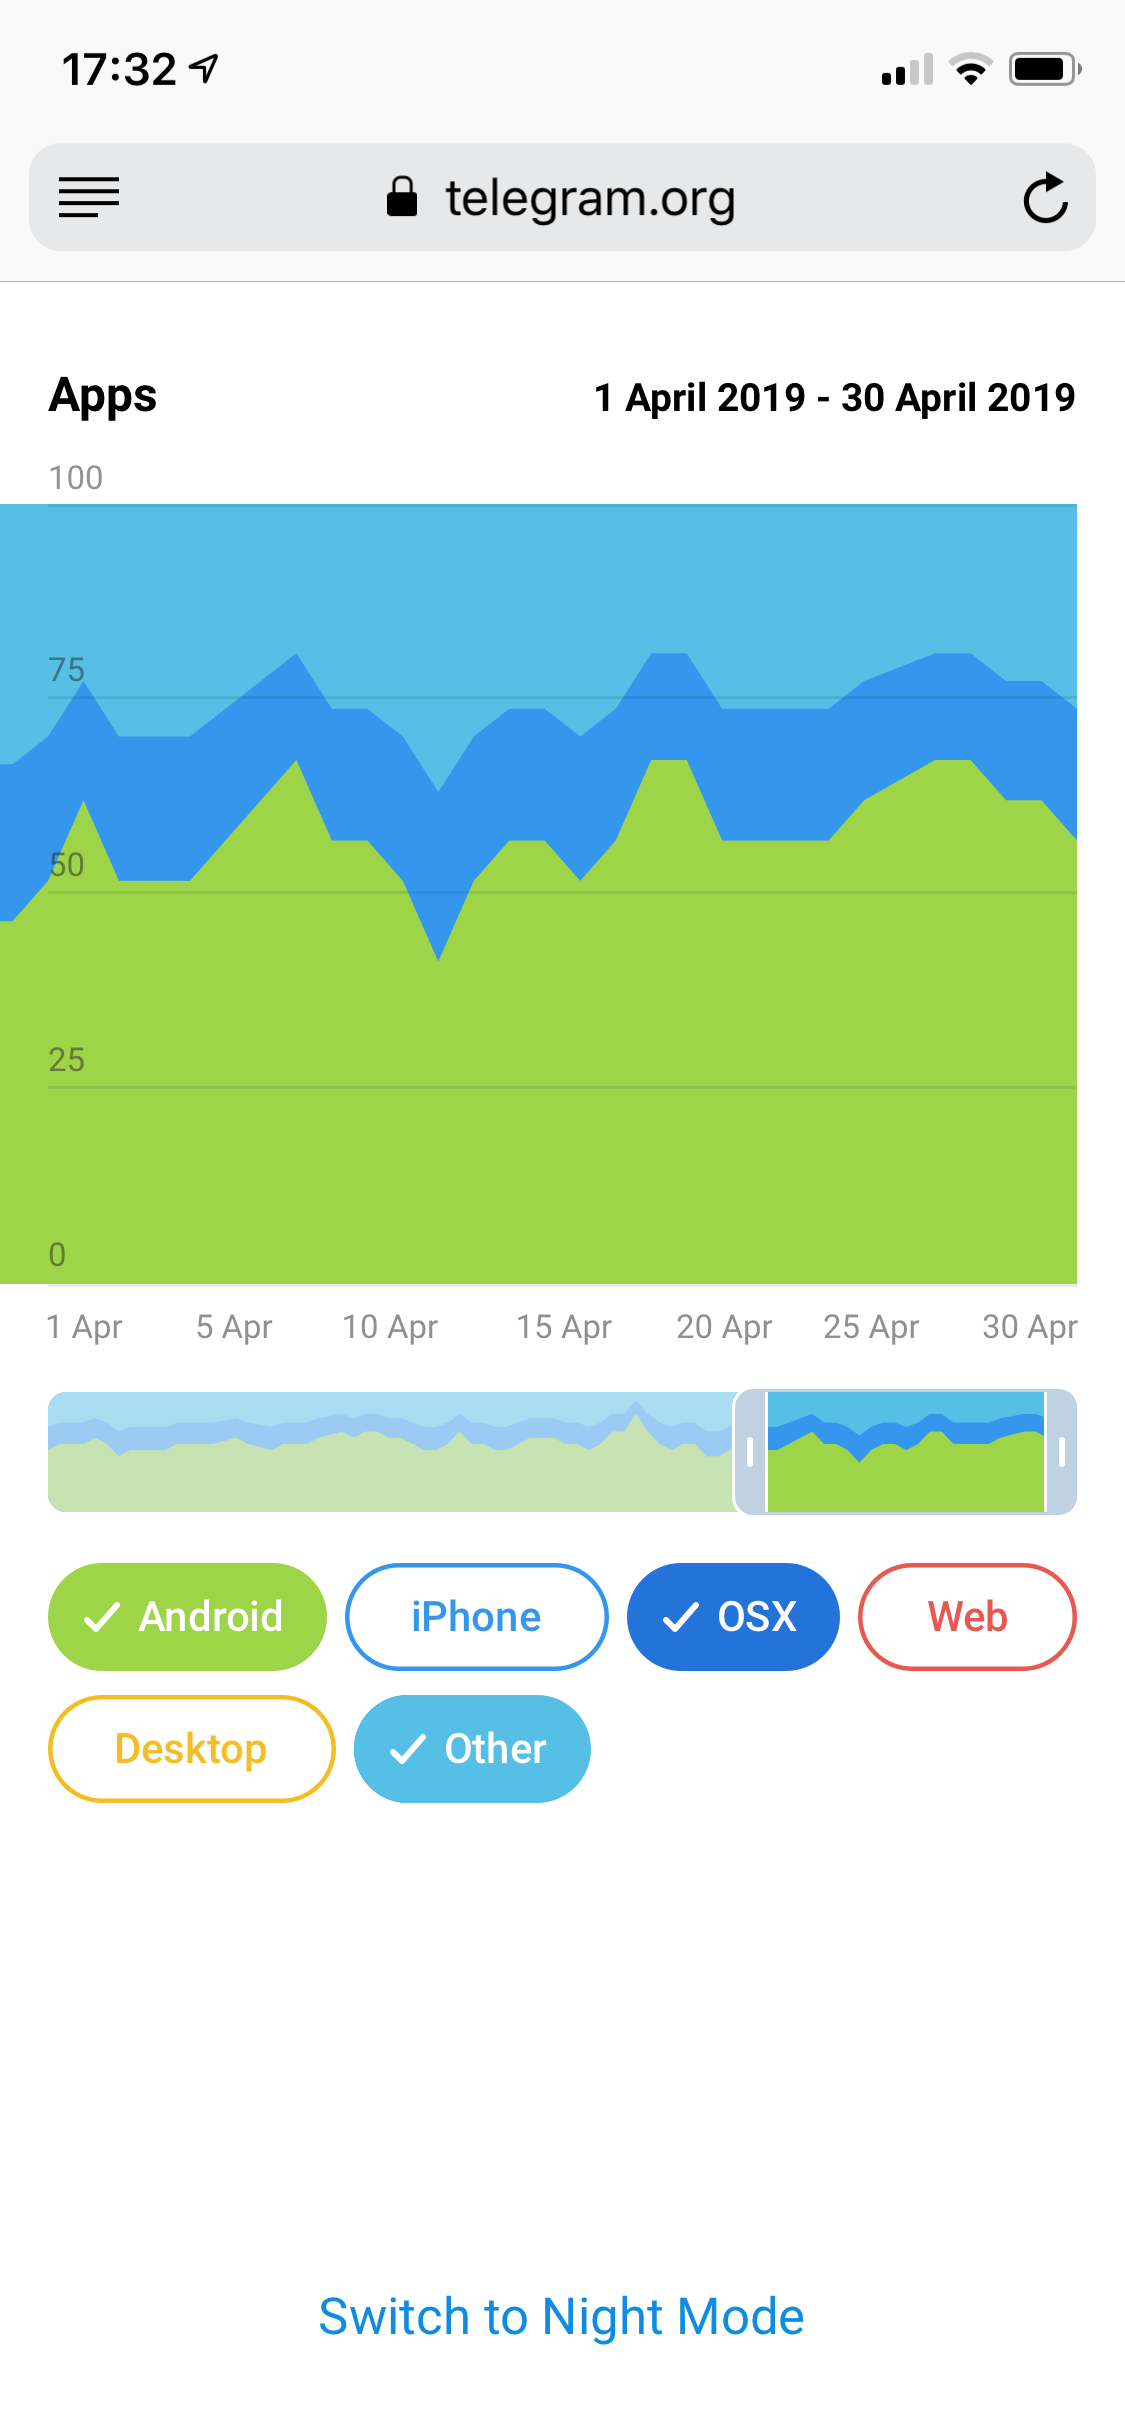 17:32
telegram.org
Apps 1 April 2019 - 30 April 2019
100
75
50
25
0
1 Apr 5 Apr 10 Apr 15 Apr 20 Apr 25 Apr 30 Apr
Android iPhone OSX Web
Desktop Other
Switch to Night Mode